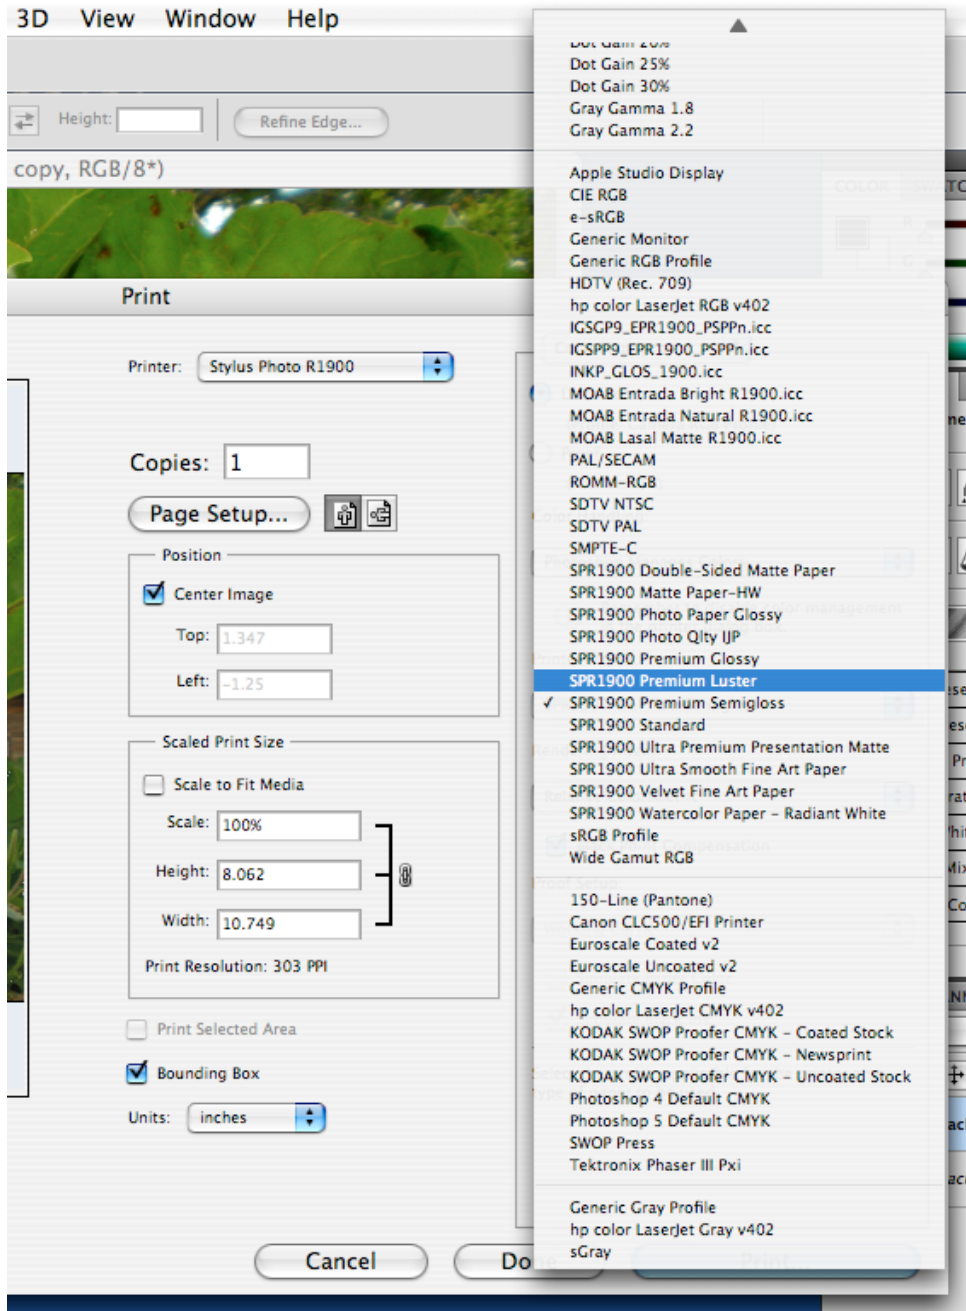 3D View Window Help
Height:
Refine Edge...
copy, RGB/8*)
Print
Printer: Stylus Photo R1900
Copies: 1
Page Setup...
Position
Center Image
Top: 1.347
Left: -1.25
Scaled Print Size
Scale to Fit Media
Scale: 100%
Height: 8.062
Width: 10.749
Print Resolution: 303 PPI
Print Selected Area
Bounding Box
Units: inches
Cancel
Dot Gain 20%
Dot Gain 25%
Dot Gain 30%
Gray Gamma 1.8
Gray Gamma 2.2
Apple Studio Display
CIE RGB
e-sRGB
Generic Monitor
Generic RGB Profile
HDTV (Rec. 709)
hp color LaserJet RGB v402
IGSGP9_EPR1900_PSPPn.icc
IGSPP9_EPR1900_PSPPn.icc
INKP_GLOS_1900.icc
MOAB Entrada Bright R1900.icc
MOAB Entrada Natural R1900.icc
MOAB Lasal Matte R1900.icc
PAL/SECAM
ROMM-RGB
SDTV NTSC
SDTV PAL
SMPTE-C
SPR1900 Double-Sided Matte Paper
SPR1900 Matte Paper-HW
SPR1900 Photo Paper Glossy
SPR1900 Photo Qlty IJP
SPR1900 Premium Glossy
SPR1900 Premium Luster
✓ SPR1900 Premium Semigloss
SPR1900 Standard
SPR1900 Ultra Premium Presentation Matte
SPR1900 Ultra Smooth Fine Art Paper
SPR1900 Velvet Fine Art Paper
SPR1900 Watercolor Paper - Radiant White
sRGB Profile
Wide Gamut RGB
150-Line (Pantone)
Canon CLC500/EFI Printer
Euroscale Coated v2
Euroscale Uncoated v2
Generic CMYK Profile
hp color LaserJet CMYK v402
KODAK SWOP Proofer CMYK - Coated Stock
KODAK SWOP Proofer CMYK - Newsprint
KODAK SWOP Proofer CMYK - Uncoated Stock
Photoshop 4 Default CMYK
Photoshop 5 Default CMYK
SWOP Press
Tektronix Phaser III Pxi
Generic Gray Profile
hp color LaserJet Gray v402
sGray
Print...